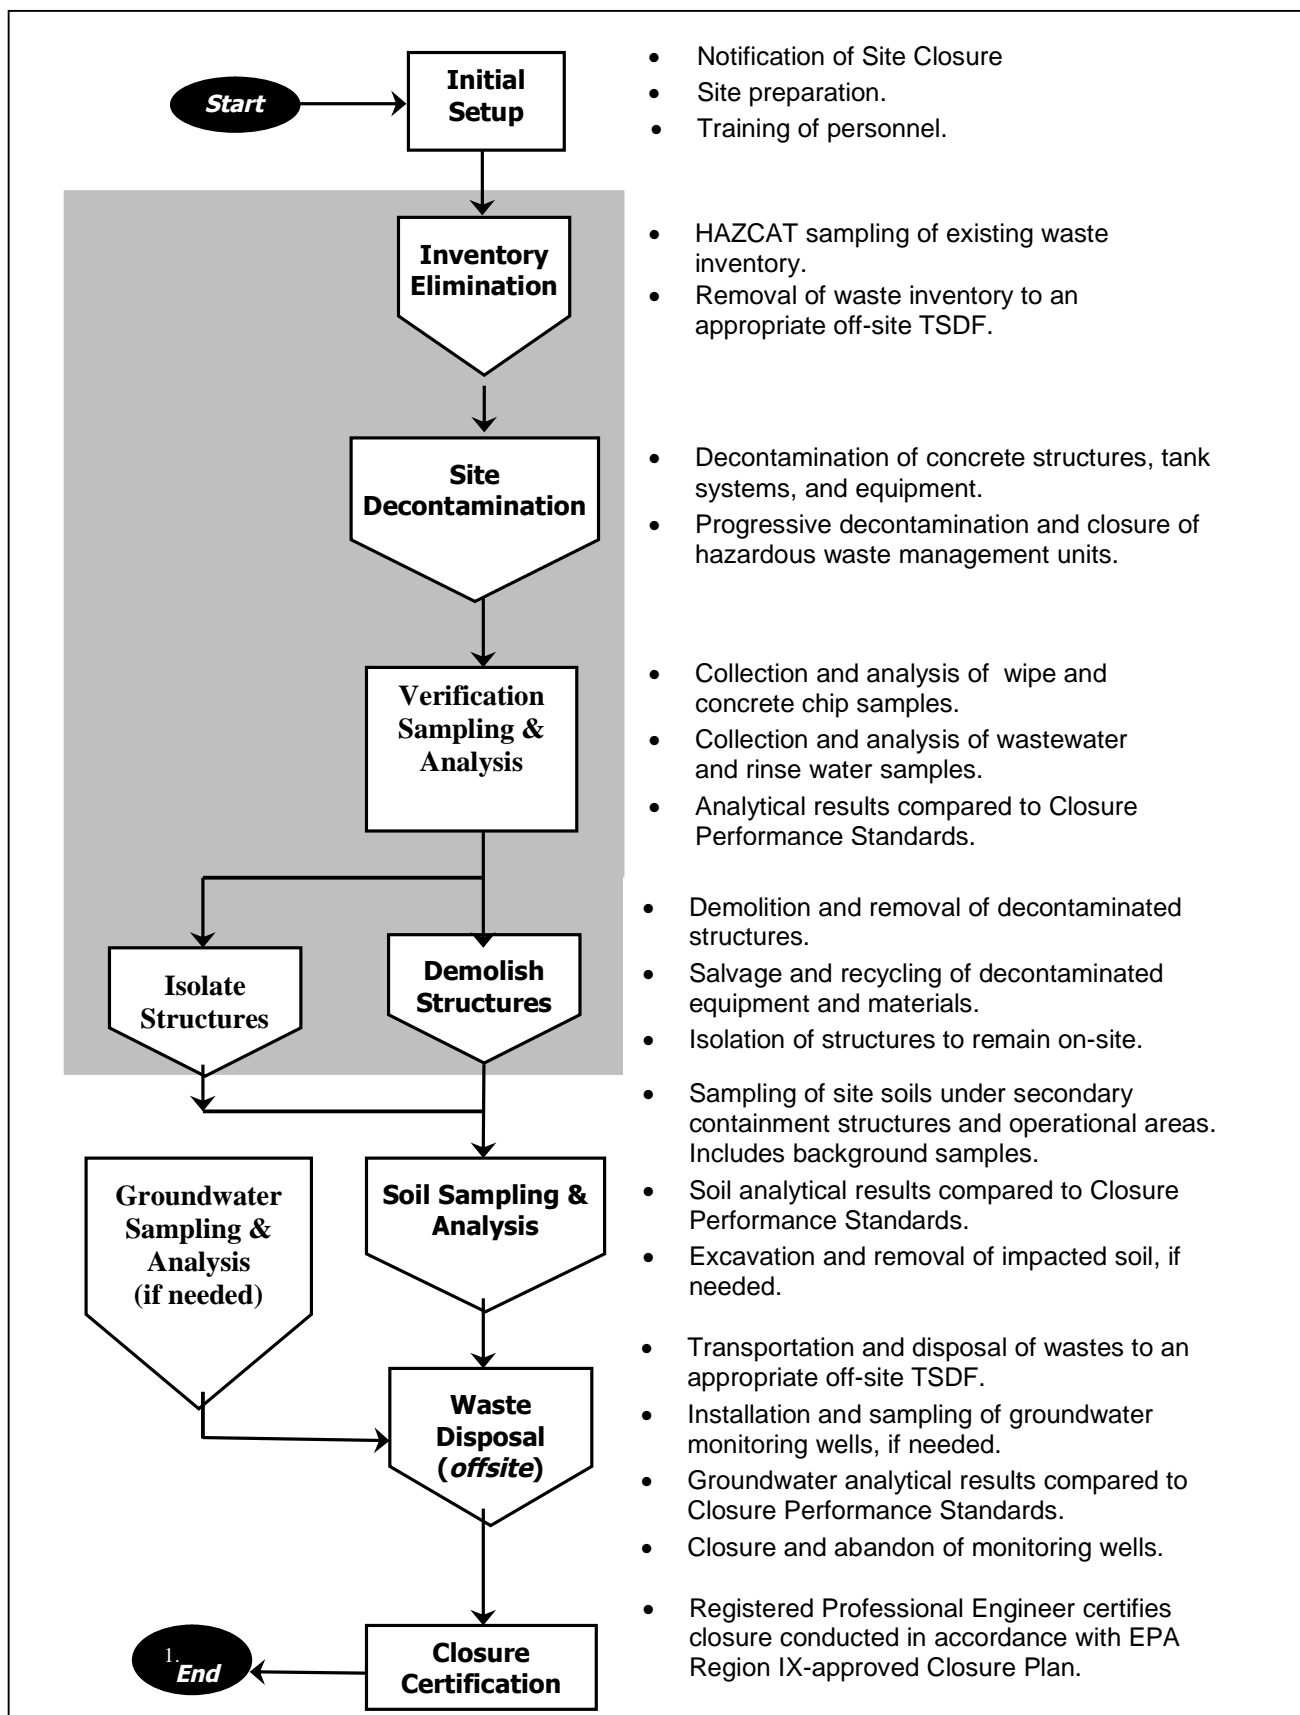 Start
Initial
Setup
• Notification of Site Closure
• Site preparation.
• Training of personnel.
Inventory
Elimination
• HAZCAT sampling of existing waste
inventory.
• Removal of waste inventory to an
appropriate off-site TSDF.
Site
Decontamination
• Decontamination of concrete structures, tank
systems, and equipment.
• Progressive decontamination and closure of
hazardous waste management units.
Verification
Sampling &
Analysis
• Collection and analysis of wipe and
concrete chip samples.
• Collection and analysis of wastewater
and rinse water samples.
• Analytical results compared to Closure
Performance Standards.
Isolate
Structures
Demolish
Structures
• Demolition and removal of decontaminated
structures.
• Salvage and recycling of decontaminated
equipment and materials.
• Isolation of structures to remain on-site.
Groundwater
Sampling &
Analysis
(if needed)
Soil Sampling &
Analysis
• Sampling of site soils under secondary
containment structures and operational areas.
Includes background samples.
• Soil analytical results compared to Closure
Performance Standards.
• Excavation and removal of impacted soil, if
needed.
Waste
Disposal
(offsite)
• Transportation and disposal of wastes to an
appropriate off-site TSDF.
• Installation and sampling of groundwater
monitoring wells, if needed.
• Groundwater analytical results compared to
Closure Performance Standards.
• Closure and abandon of monitoring wells.
1.
End
Closure
Certification
• Registered Professional Engineer certifies
closure conducted in accordance with EPA
Region IX-approved Closure Plan.